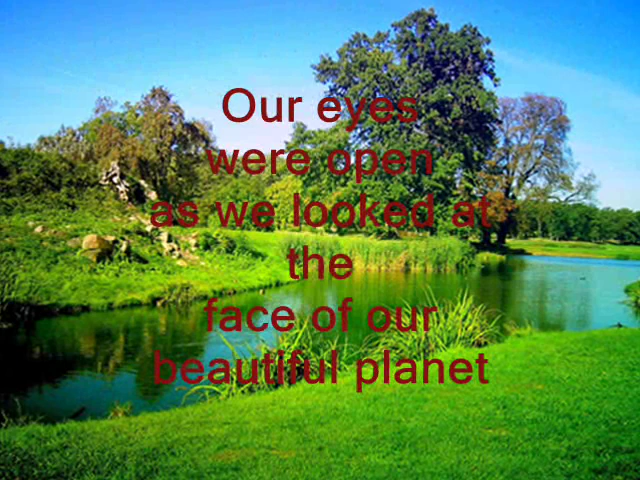 Our eyes
were open
as we looked at
the
face of our
beautiful planet